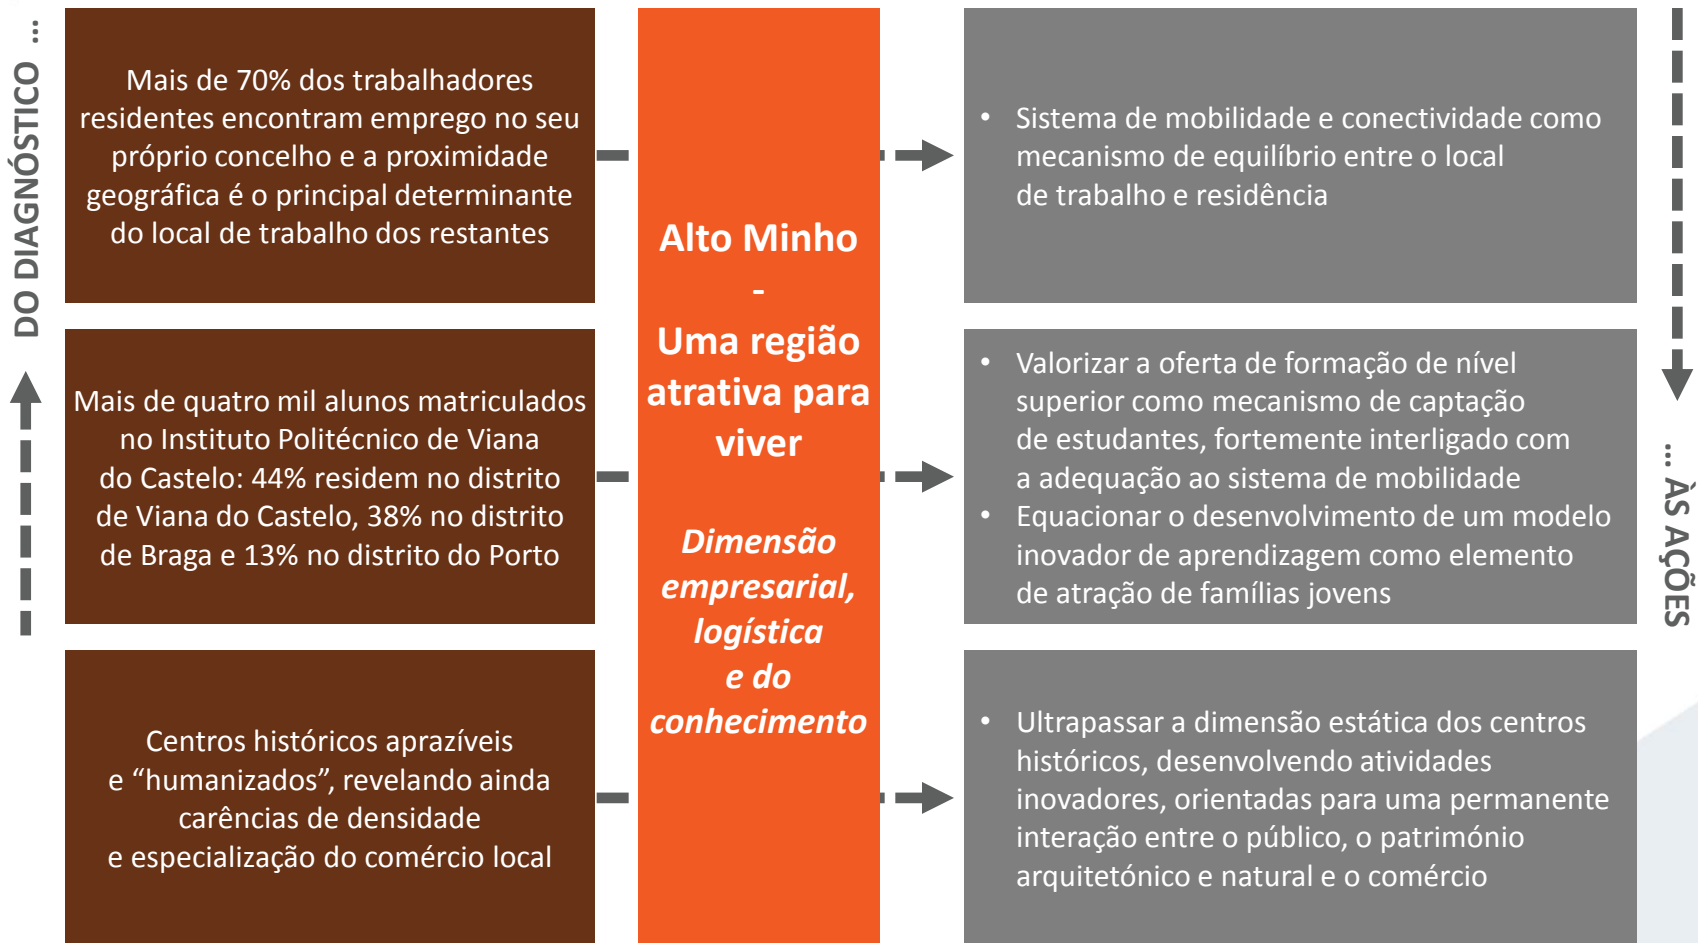 DO DIAGNÓSTICO ...
Mais de 70% dos trabalhadores
residentes encontram emprego no seu
próprio concelho e a proximidade
geográfica é o principal determinante
do local de trabalho dos restantes
Mais de quatro mil alunos matriculados
no Instituto Politécnico de Viana
do Castelo: 44% residem no distrito
de Viana do Castelo, 38% no distrito
de Braga e 13% no distrito do Porto
Centros históricos aprazíveis
e “humanizados”, revelando ainda
carências de densidade
e especialização do comércio local
Alto Minho
-
Uma região
atrativa para
viver
Dimensão
empresarial,
logística
e do
conhecimento
• Sistema de mobilidade e conectividade como
mecanismo de equilíbrio entre o local
de trabalho e residência
• Valorizar a oferta de formação de nível
superior como mecanismo de captação
de estudantes, fortemente interligado com
a adequação ao sistema de mobilidade
• Equacionar o desenvolvimento de um modelo
inovador de aprendizagem como elemento
de atração de famílias jovens
• Ultrapassar a dimensão estática dos centros
históricos, desenvolvendo atividades
inovadores, orientadas para uma permanente
interação entre o público, o património
arquitetónico e natural e o comércio
... ÀS AÇÕES